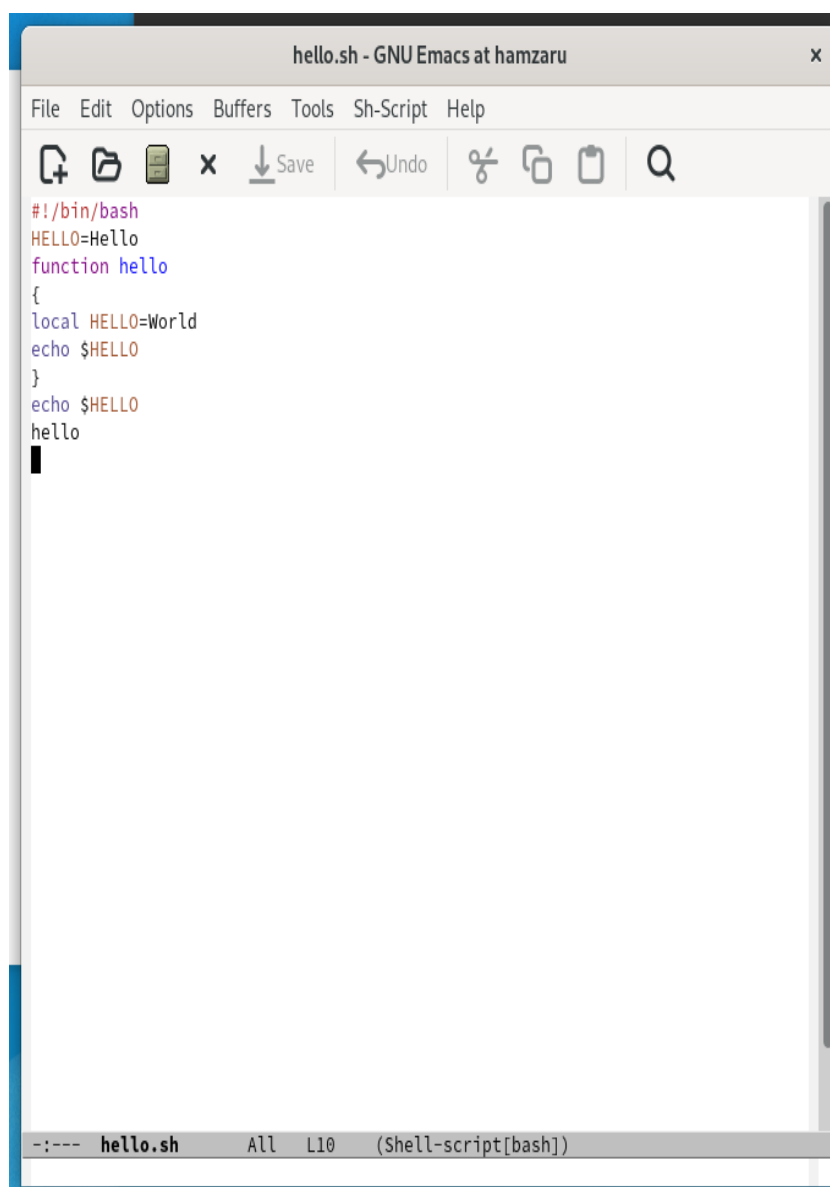 hello.sh - GNU Emacs at hamzaru
File Edit Options Buffers Tools Sh-Script Help
Save Undo
#!/bin/bash
HELLO=Hello
function hello
{
local HELLO=World
echo $HELLO
}
echo $HELLO
hello
-:--- hello.sh All L10 (Shell-script[bash])